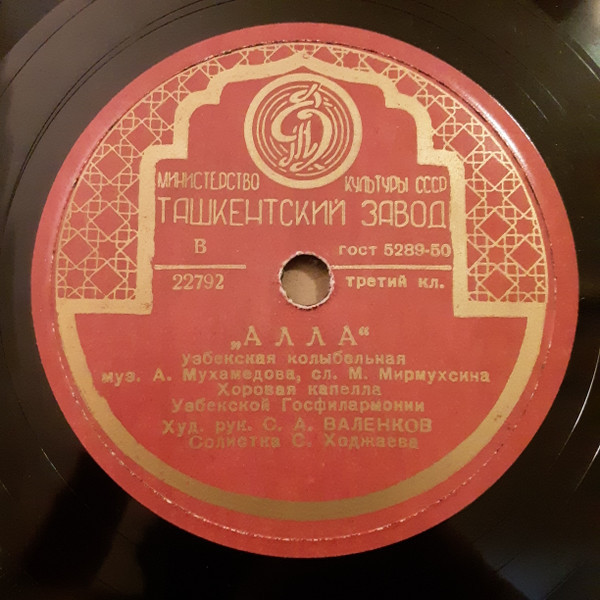 МИНИСТЕРСТВО КУЛЬТУРЫ СССР
ТАШКЕНТСКИЙ ЗАВОД
В ГОСТ 5289-50
22792 третий кл.
„АЛЛА“
узбекская колыбельная
муз. А. Мухамедова, сл. М. Мирмухсина
Хоровая капелла
Узбекской Госфилармонии
Худ. рук. С. А. ВАЛЕНКОВ
Солистка С. Ходжаева